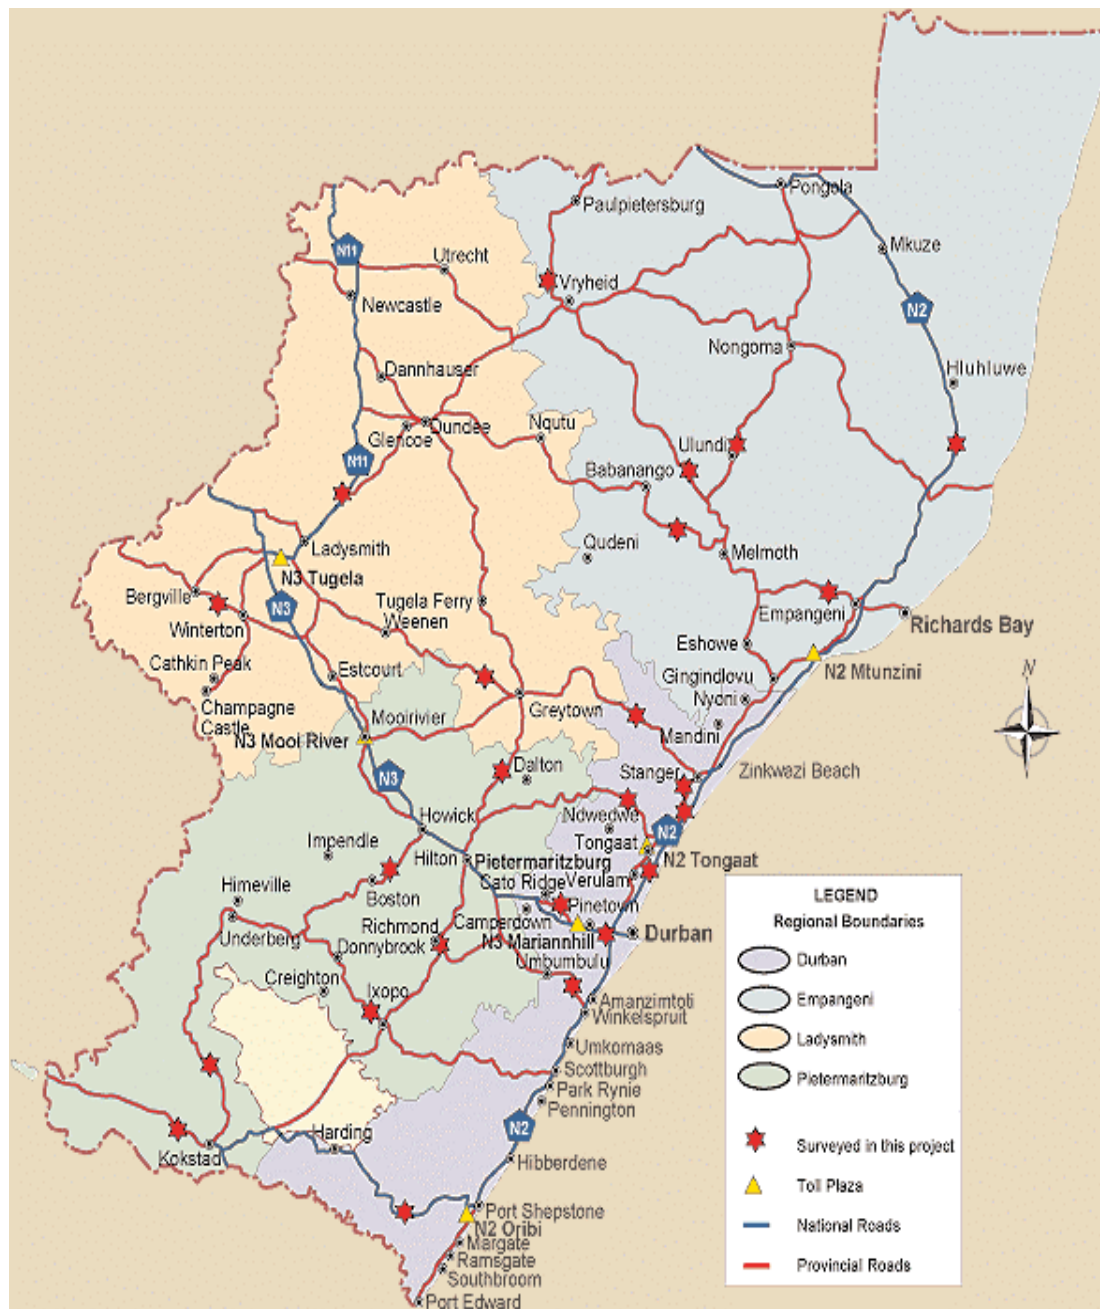 Pongola
Paulpietersburg
N11
Utrecht
Mkuze
Vryheid
Newcastle
N2
Nongoma
Dannhauser
Hluhluwe
Nqutu
Dundee
Glencoe
Ulundi
N11
Babanango
Ladysmith
Qudeni
Melmoth
N3 Tugela
Bergville
N3
Tugela Ferry
Empangeni
Richards Bay
Winterton
Weenen
Eshowe
Cathkin Peak
Estcourt
Gingindlovu
N2 Mtunzini
Champagne
Castle
Nyoni
Mooirivier
Greytown
Mandini
N3 Mooi River
Dalton
Stanger
Zinkwazi Beach
N3
Howick
Ndwedwe
N2
Impendle
Tongaat
Hilton
Pietermaritzburg
N2 Tongaat
Himeville
Boston
Cato Ridge
Verulam
Richmond
Camperdown
Pinetown
Underberg
Donnybrook
N3 Mariannhill
Durban
Umbumbulu
Creighton
Ixopo
Amanzimtoti
Winkelspruit
Umkomaas
Scottburgh
Park Rynie
Pennington
N2
Harding
Kokstad
Hibberdene
Port Shepstone
N2 Oribi
Margate
Ramsgate
Southbroom
Port Edward
N
LEGEND
Regional Boundaries
Durban
Empangeni
Ladysmith
Pietermaritzburg
Surveyed in this project
Toll Plaza
National Roads
Provincial Roads